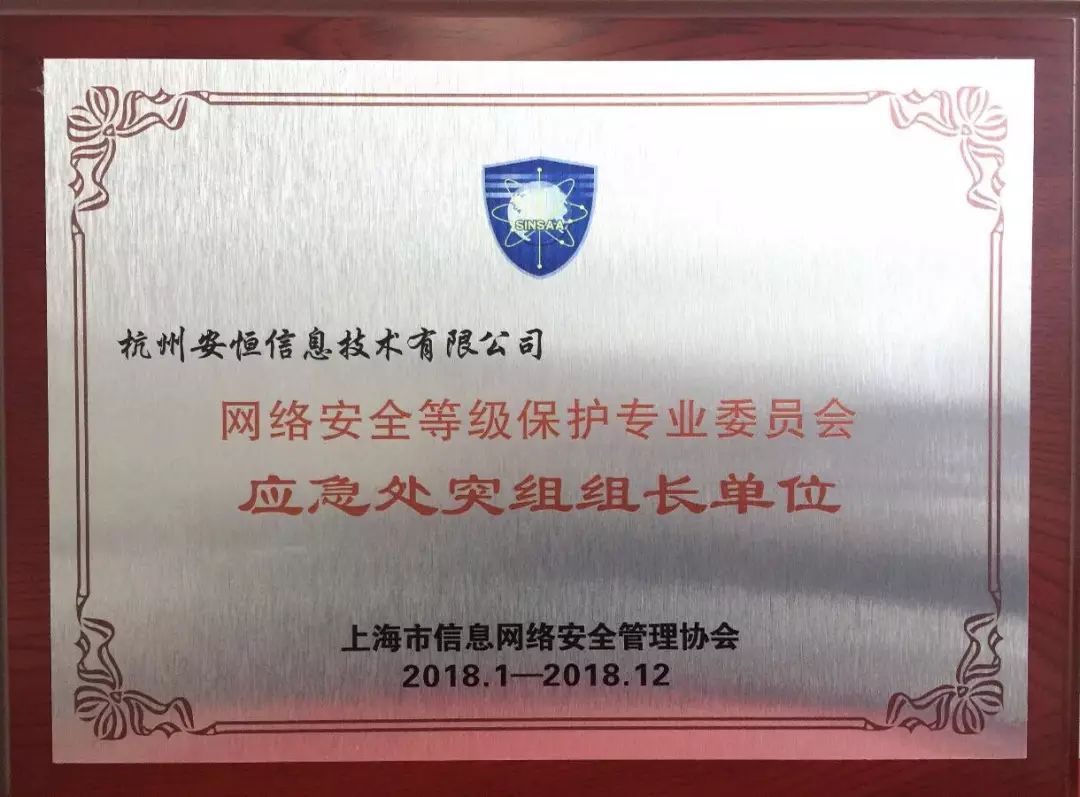 SINSAA
杭州安恒信息技术有限公司
网络安全等级保护专业委员会
应急处突组组长单位
上海市信息网络安全管理协会
2018.1—2018.12